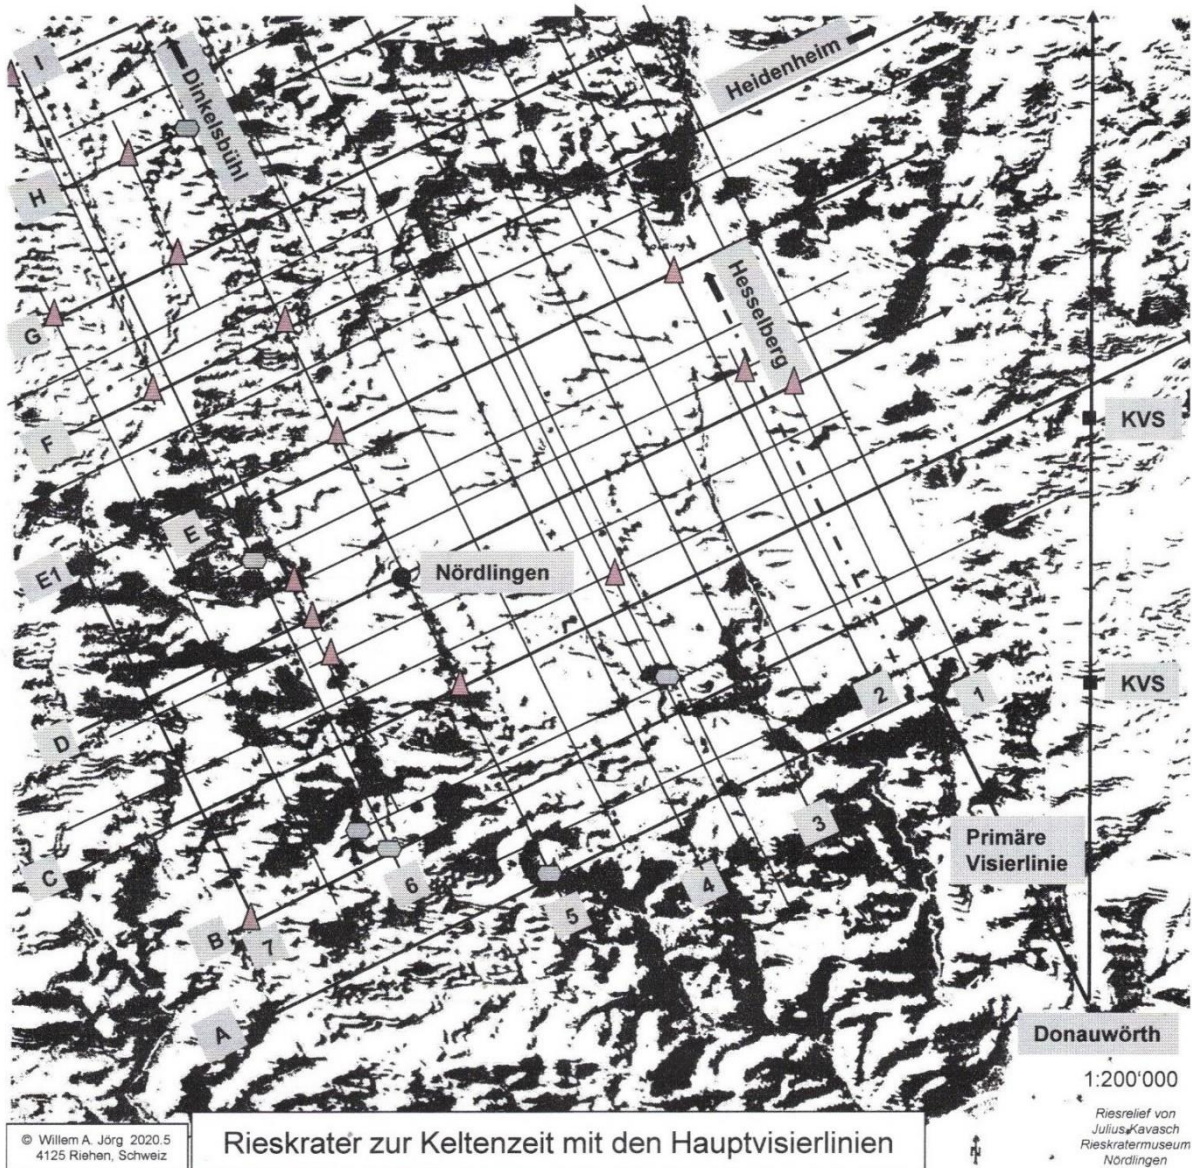 I
Dinkelsbühl
Heidenheim
H
Hesselberg
G
F
KVS
E
E1
Nördlingen
D
2
1
KVS
3
Primäre
Visierlinie
C
6
4
5
B
7
A
Donauwörth
1:200'000
Riesrelief von
Julius Kavasch
Rieskratermuseum
Nördlingen
N
© Willem A. Jörg 2020.5
4125 Riehen, Schweiz
Rieskrater zur Keltenzeit mit den Hauptvisierlinien